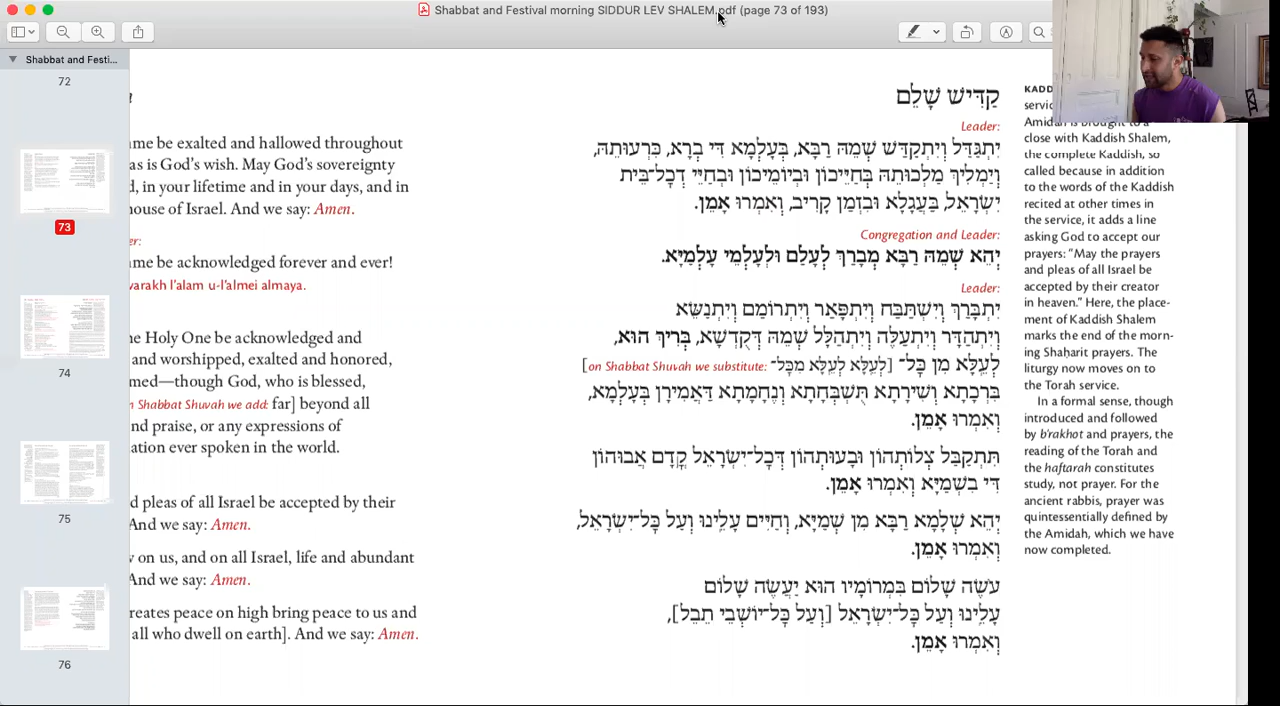 Shabbat and Festival morning SIDDUR LEV SHALEM.pdf (page 73 of 193)
Shabbat and Festi...
72
73
74
75
76
me be exalted and hallowed throughout
as is God's wish. May God's sovereignty
, in your lifetime and in your days, and in
ouse of Israel. And we say: Amen.
er:
me be acknowledged forever and ever!
varakh l'alam u-l'almei almaya.
e Holy One be acknowledged and
and worshipped, exalted and honored,
med—though God, who is blessed,
n Shabbat Shuvah we add: far] beyond all
nd praise, or any expressions of
ation ever spoken in the world.
d pleas of all Israel be accepted by their
And we say: Amen.
v on us, and on all Israel, life and abundant
And we say: Amen.
reates peace on high bring peace to us and
all who dwell on earth]. And we say: Amen.
קַדִּישׁ שָׁלֵם
Leader:
יִתְגַּדַּל וְיִתְקַדַּשׁ שְׁמֵהּ רַבָּא, בְּעָלְמָא דִּי בְרָא, כִּרְעוּתֵהּ,
וְיַמְלִיךְ מַלְכוּתֵהּ בְּחַיֵּיכוֹן וּבְיוֹמֵיכוֹן וּבְחַיֵּי דְכָל־בֵּית
יִשְׂרָאֵל, בַּעֲגָלָא וּבִזְמַן קָרִיב, וְאִמְרוּ אָמֵן.
Congregation and Leader:
יְהֵא שְׁמֵהּ רַבָּא מְבָרַךְ לְעָלַם וּלְעָלְמֵי עָלְמַיָּא.
Leader:
יִתְבָּרַךְ וְיִשְׁתַּבַּח וְיִתְפָּאַר וְיִתְרוֹמַם וְיִתְנַשֵּׂא
וְיִתְהַדַּר וְיִתְעַלֶּה וְיִתְהַלַּל שְׁמֵהּ דְּקֻדְשָׁא, בְּרִיךְ הוּא,
לְעֵלָּא מִן כָּל־ [לְעֵלָּא לְעֵלָּא מִכָּל־ on Shabbat Shuvah we substitute:]
בִּרְכָתָא וְשִׁירָתָא תֻּשְׁבְּחָתָא וְנֶחָמָתָא דַּאֲמִירָן בְּעָלְמָא,
וְאִמְרוּ אָמֵן.
תִּתְקַבַּל צְלוֹתְהוֹן וּבָעוּתְהוֹן דְּכָל־יִשְׂרָאֵל קֳדָם אֲבוּהוֹן
דִּי בִשְׁמַיָּא וְאִמְרוּ אָמֵן.
יְהֵא שְׁלָמָא רַבָּא מִן שְׁמַיָּא, וְחַיִּים עָלֵינוּ וְעַל כָּל־יִשְׂרָאֵל,
וְאִמְרוּ אָמֵן.
עֹשֶׂה שָׁלוֹם בִּמְרוֹמָיו הוּא יַעֲשֶׂה שָׁלוֹם
עָלֵינוּ וְעַל כָּל־יִשְׂרָאֵל [וְעַל כָּל־יוֹשְׁבֵי תֵבֵל],
וְאִמְרוּ אָמֵן.
KADD
servic
Amidah is brought to a
close with Kaddish Shalem,
the complete Kaddish, so
called because in addition
to the words of the Kaddish
recited at other times in
the service, it adds a line
asking God to accept our
prayers: "May the prayers
and pleas of all Israel be
accepted by their creator
in heaven." Here, the place-
ment of Kaddish Shalem
marks the end of the morn-
ing Shaḥarit prayers. The
liturgy now moves on to
the Torah service.
In a formal sense, though
introduced and followed
by b'rakhot and prayers, the
reading of the Torah and
the haftarah constitutes
study, not prayer. For the
ancient rabbis, prayer was
quintessentially defined by
the Amidah, which we have
now completed.